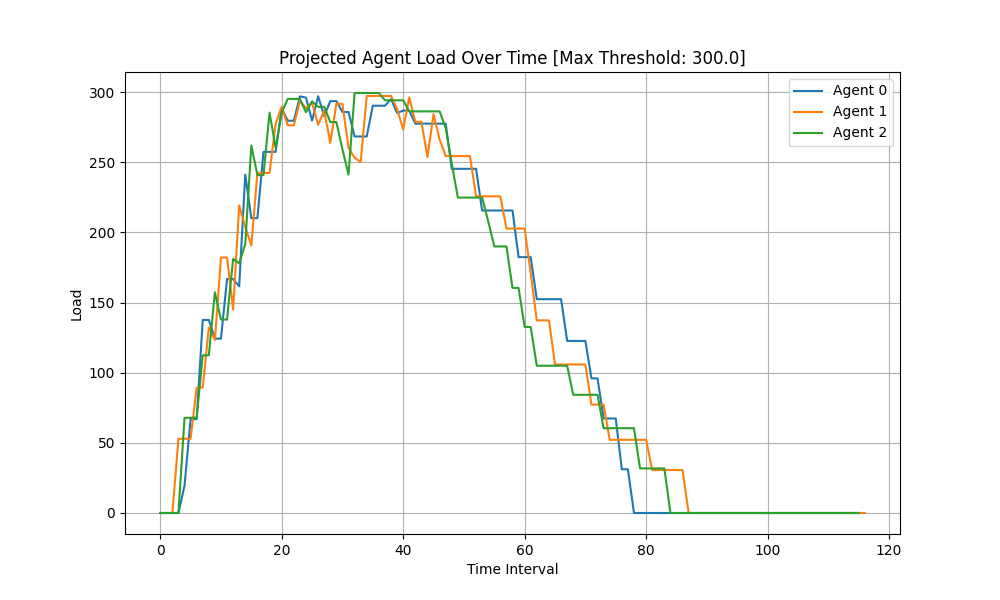 Projected Agent Load Over Time [Max Threshold: 300.0]
Agent 0
Agent 1
Agent 2
300
250
200
150
100
50
0
Load
0 20 40 60 80 100 120
Time Interval